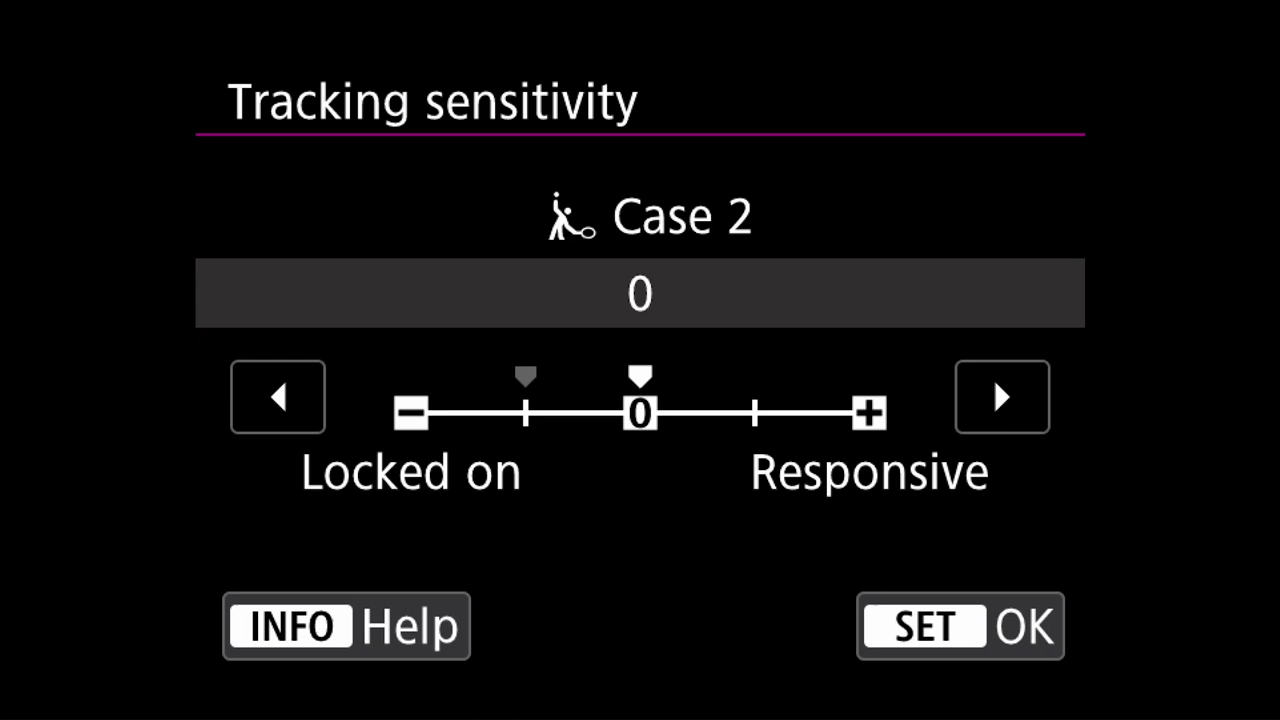 Tracking sensitivity
Case 2
0
− 0 +
Locked on Responsive
INFO Help SET OK